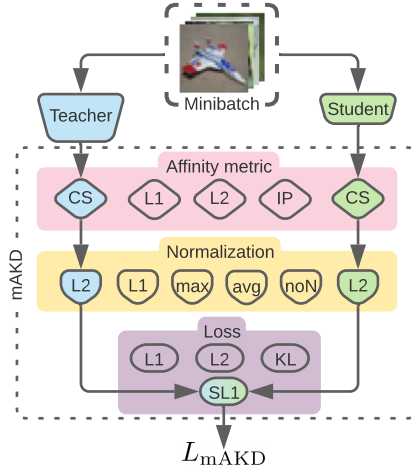 Minibatch
Teacher
Student
Affinity metric
CS L1 L2 IP CS
mAKD
Normalization
L2 L1 max avg noN L2
Loss
L1 L2 KL
SL1
L_mAKD